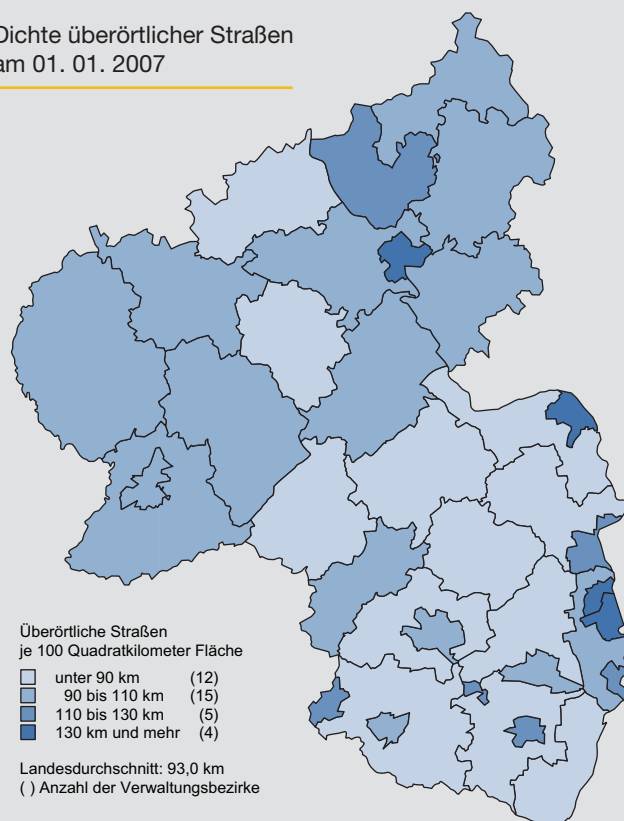 Dichte überörtlicher Straßen
am 01. 01. 2007
Überörtliche Straßen
je 100 Quadratkilometer Fläche
unter 90 km (12)
90 bis 110 km (15)
110 bis 130 km (5)
130 km und mehr (4)
Landesdurchschnitt: 93,0 km
( ) Anzahl der Verwaltungsbezirke